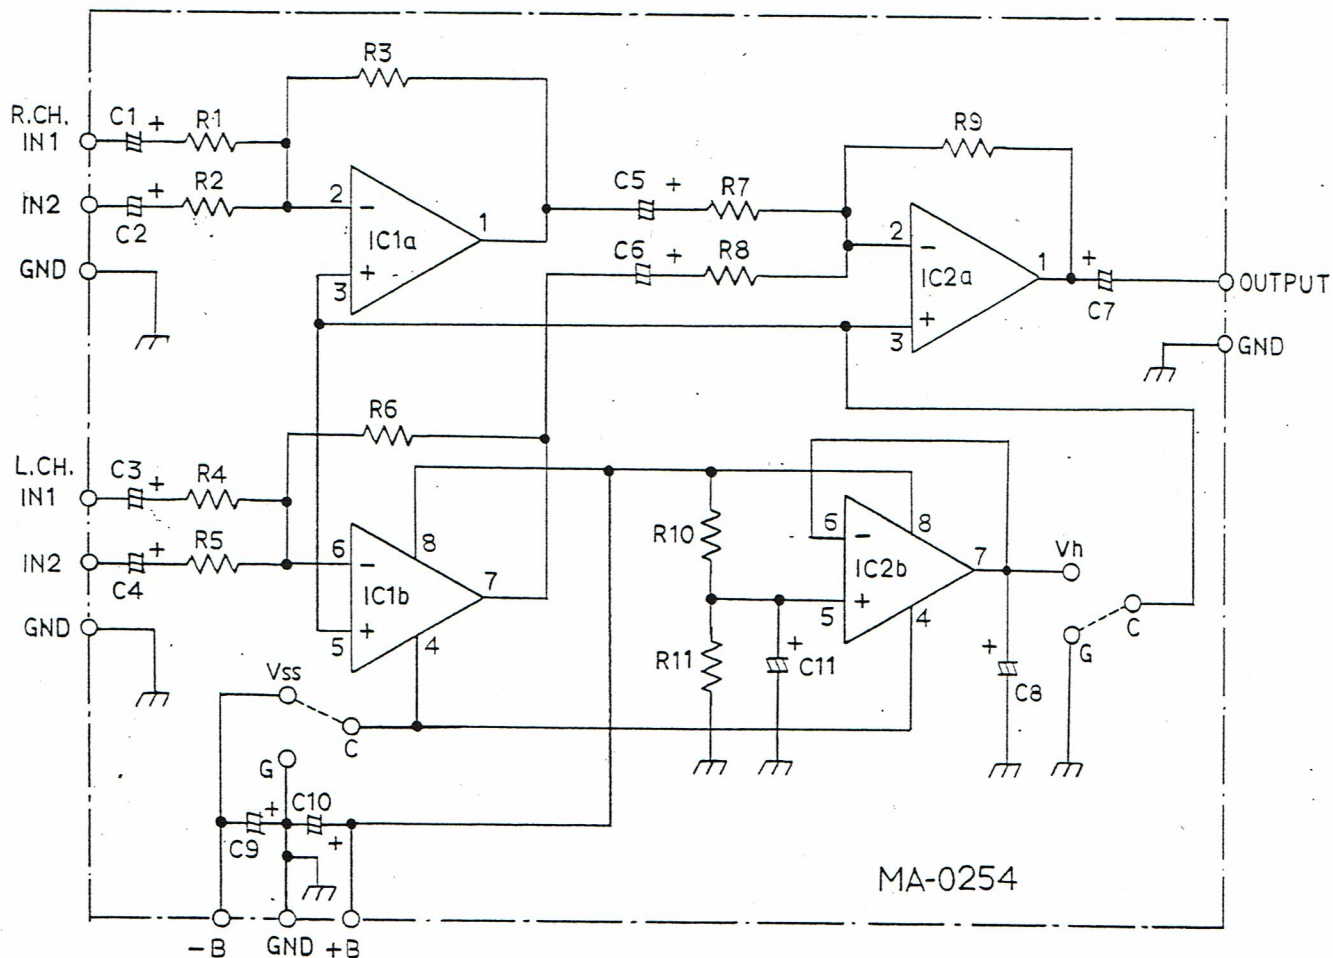 R3
R.CH.
IN1
C1
+
R1
R9
IN2
C2
+
R2
2
−
IC1a
1
C5
+
R7
GND
+
3
C6
+
R8
2
−
IC2a
1
+
C7
OUTPUT
+
3
GND
R6
L.CH.
IN1
C3
+
R4
IN2
C4
+
R5
6
−
8
IC1b
7
R10
6
−
8
IC2b
7
Vh
GND
+
5
4
+
5
4
C
G
Vss
R11
+
C11
+
C8
C
G
C9
+
C10
+
MA-0254
-B
GND
+B